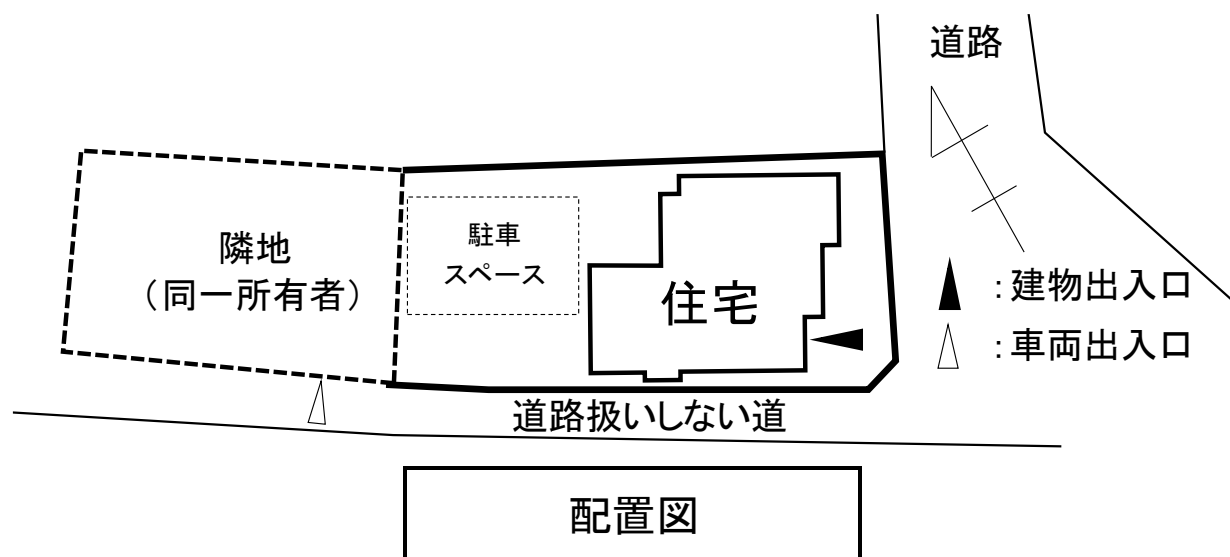 道路
隣地
（同一所有者）
駐車
スペース
住宅
：建物出入口
：車両出入口
道路扱いしない道
配置図